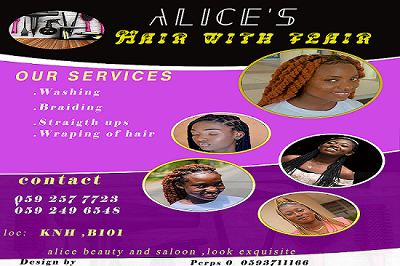 ALICE'S
HAIR WITH FLAIR
OUR SERVICES
.Washing
.Braiding
.Straigth ups
.Wraping of hair
contact
059 257 7723
059 249 6548
loc: KNH ,B101
alice beauty and saloon ,look exquisite
Design by Perps 0 0593711166